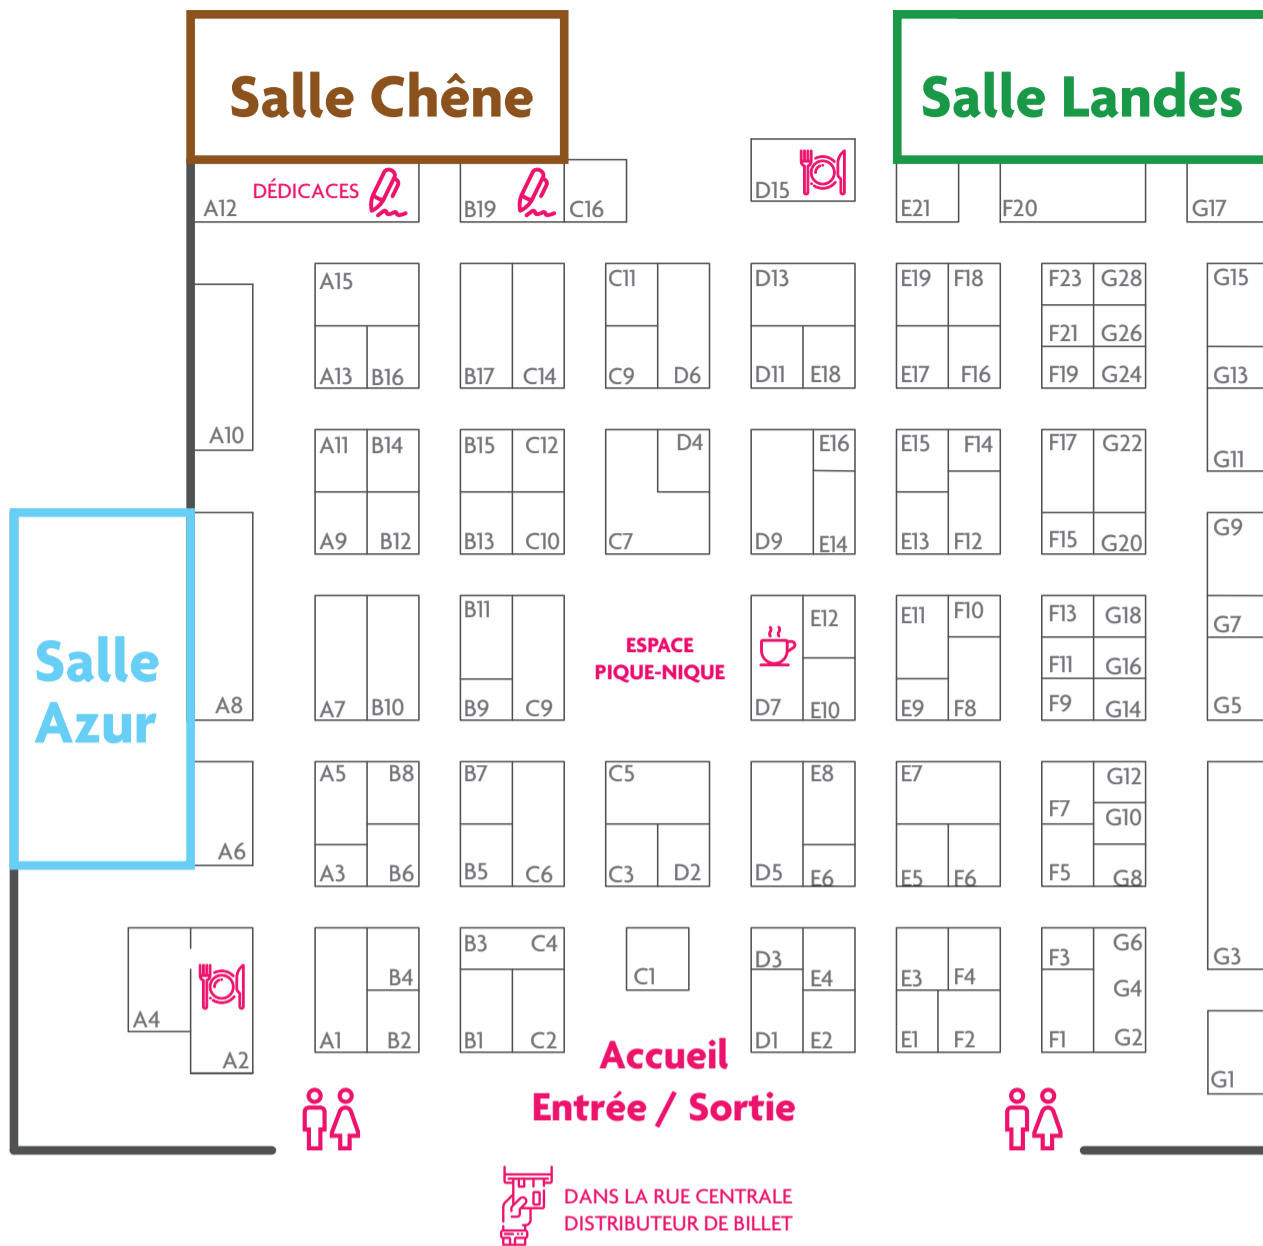 Salle Chêne
Salle Landes
DÉDICACES
A12
B19
C16
D15
E21
F20
G17
A15
C11
D13
E19
F18
F23
G28
G15
F21
G26
A13
B16
B17
C14
C9
D6
D11
E18
E17
F16
F19
G24
G13
A10
A11
B14
B15
C12
D4
E16
E15
F14
F17
G22
G11
A9
B12
B13
C10
C7
D9
E14
E13
F12
F15
G20
G9
Salle
Azur
B11
ESPACE
PIQUE-NIQUE
E12
E11
F10
F13
G18
G7
F11
G16
A8
A7
B10
B9
C9
D7
E10
E9
F8
F9
G14
G5
A5
B8
B7
C5
E8
E7
F7
G12
G10
A6
A3
B6
B5
C6
C3
D2
D5
E6
E5
F6
F5
G8
B3
C4
D3
F3
G6
G3
B4
C1
E4
E3
F4
G4
A4
A2
A1
B2
B1
C2
D1
E2
E1
F2
F1
G2
G1
Accueil
Entrée / Sortie
DANS LA RUE CENTRALE
DISTRIBUTEUR DE BILLET